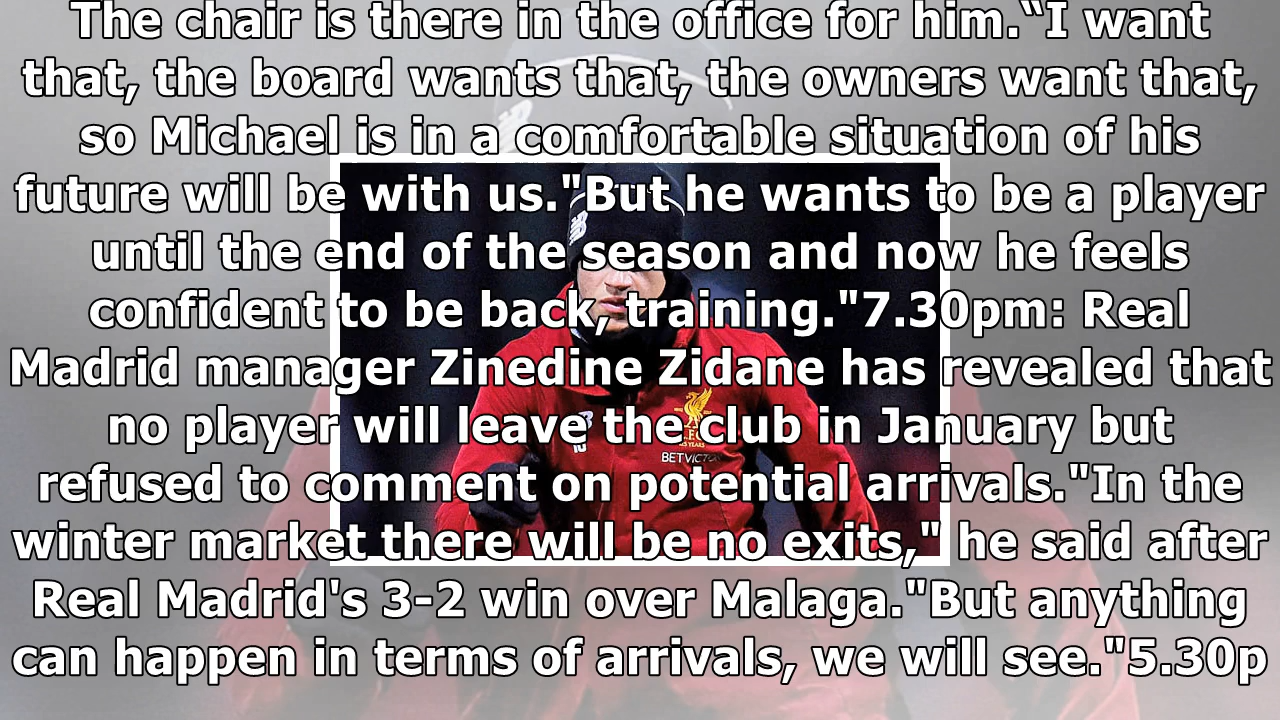 The chair is there in the office for him.“I want
that, the board wants that, the owners want that,
so Michael is in a comfortable situation of his
future will be with us."But he wants to be a player
until the end of the season and now he feels
confident to be back, training."7.30pm: Real
Madrid manager Zinedine Zidane has revealed that
no player will leave the club in January but
refused to comment on potential arrivals."In the
winter market there will be no exits," he said after
Real Madrid's 3-2 win over Malaga."But anything
can happen in terms of arrivals, we will see."5.30p
BETVICTOR